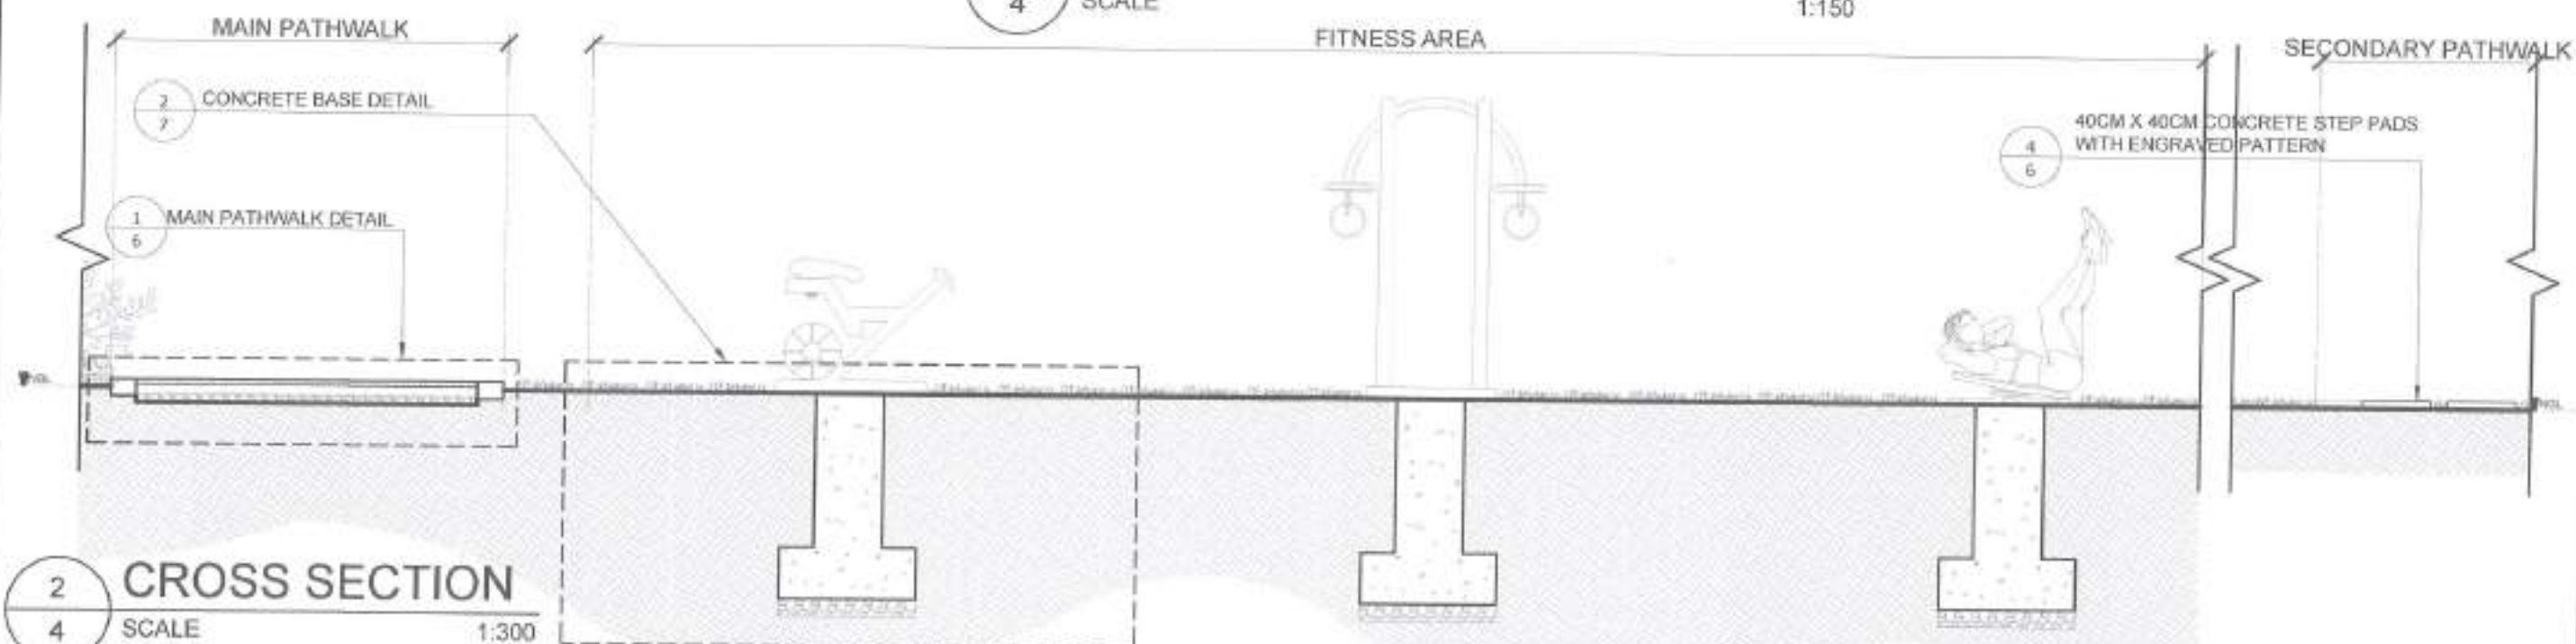 4
SCALE
1:150
MAIN PATHWALK
FITNESS AREA
SECONDARY PATHWALK
2
7
CONCRETE BASE DETAIL
4
6
40CM X 40CM CONCRETE STEP PADS
WITH ENGRAVED PATTERN
1
6
MAIN PATHWALK DETAIL
2
4
CROSS SECTION
SCALE 1:300